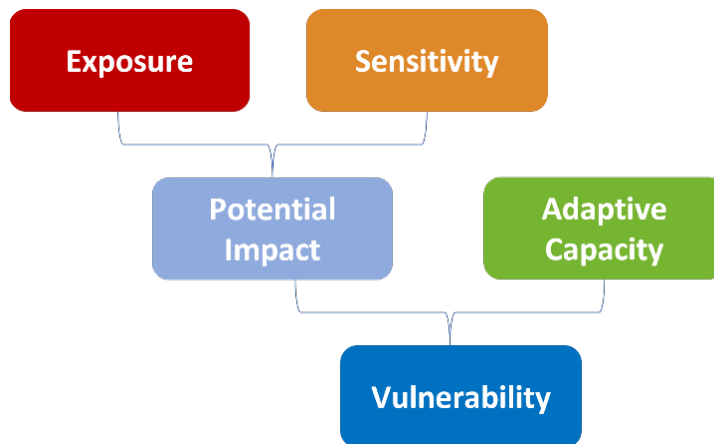 Exposure
Sensitivity
Potential
Impact
Adaptive
Capacity
Vulnerability